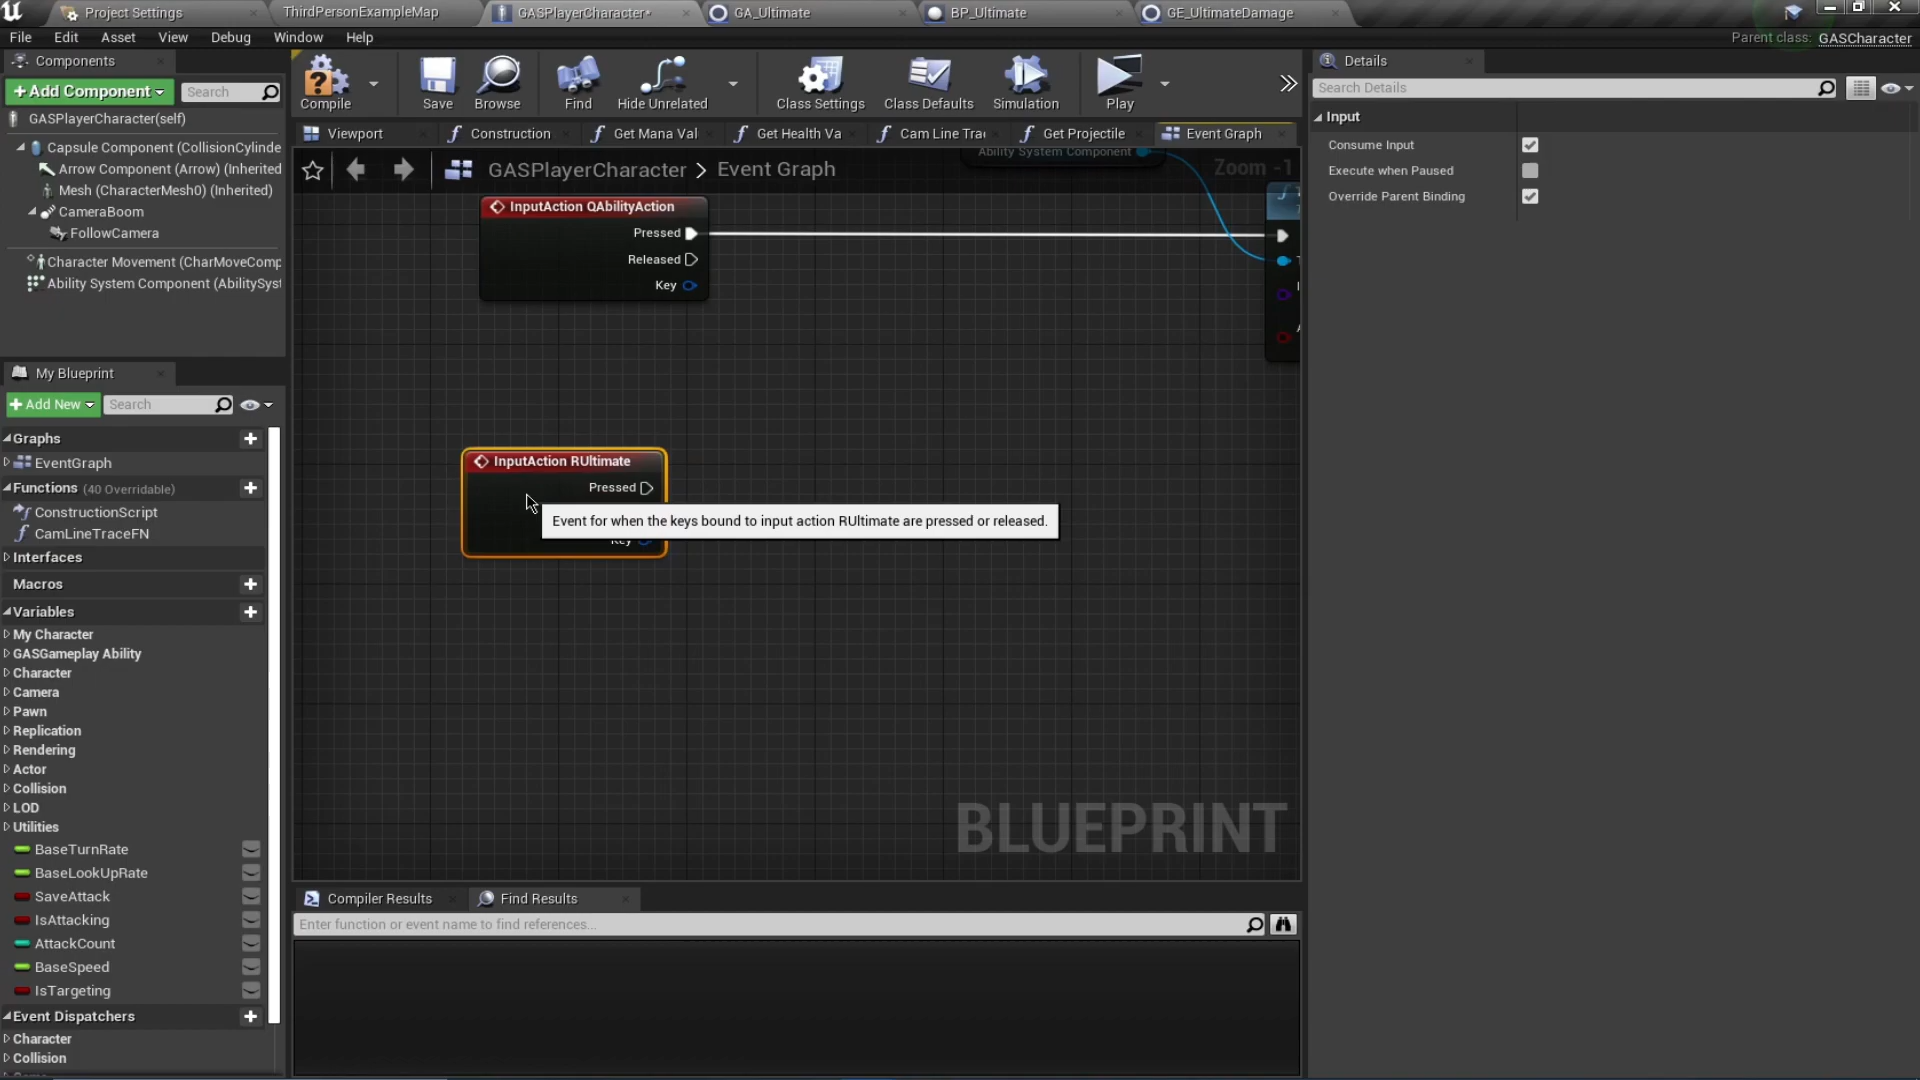 Project Settings
ThirdPersonExampleMap
GASPlayerCharacter*
GA_Ultimate
BP_Ultimate
GE_UltimateDamage
File Edit Asset View Debug Window Help
Parent class: GASCharacter
Components
+Add Component
Search
GASPlayerCharacter(self)
Capsule Component (CollisionCylinde
Arrow Component (Arrow) (Inherited
Mesh (CharacterMesh0) (Inherited)
CameraBoom
FollowCamera
Character Movement (CharMoveComp
Ability System Component (AbilitySyst
My Blueprint
+Add New
Search
Graphs
EventGraph
Functions (40 Overridable)
ConstructionScript
CamLineTraceFN
Interfaces
Macros
Variables
My Character
GASGameplay Ability
Character
Camera
Pawn
Replication
Rendering
Actor
Collision
LOD
Utilities
BaseTurnRate
BaseLookUpRate
SaveAttack
IsAttacking
AttackCount
BaseSpeed
IsTargeting
Event Dispatchers
Character
Collision
Compile
Save
Browse
Find
Hide Unrelated
Class Settings
Class Defaults
Simulation
Play
Viewport
Construction
Get Mana Val
Get Health Va
Cam Line Trac
Get Projectile
Event Graph
GASPlayerCharacter > Event Graph
Ability System Component
Zoom -1
InputAction QAbilityAction
Pressed
Released
Key
InputAction RUltimate
Pressed
Event for when the keys bound to input action RUltimate are pressed or released.
Key
BLUEPRINT
Compiler Results
Find Results
Enter function or event name to find references...
Details
Search Details
Input
Consume Input
Execute when Paused
Override Parent Binding